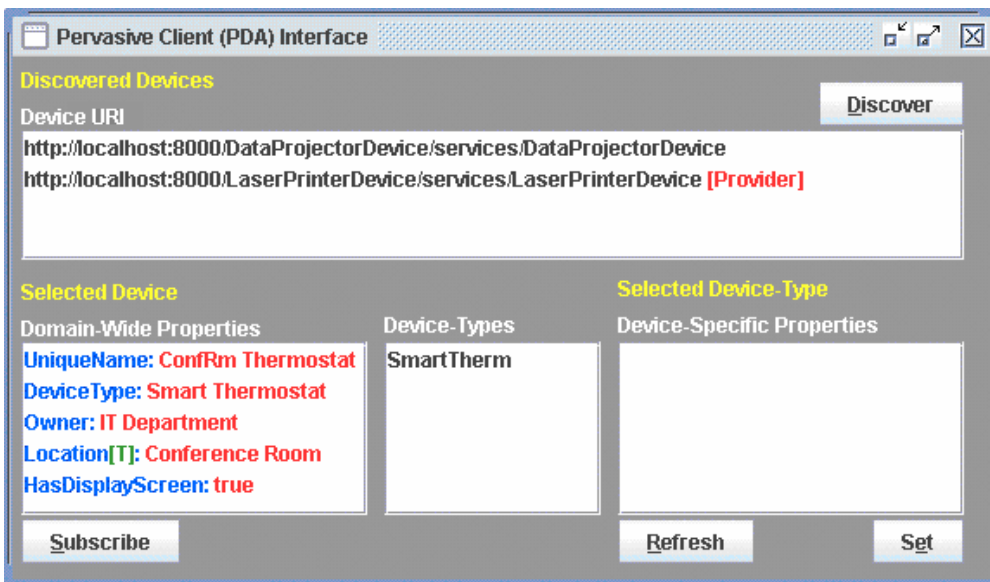 Pervasive Client (PDA) Interface
Discovered Devices
Discover
Device URI
http://localhost:8000/DataProjectorDevice/services/DataProjectorDevice
http://localhost:8000/LaserPrinterDevice/services/LaserPrinterDevice [Provider]
Selected Device
Selected Device-Type
Domain-Wide Properties
Device-Types
Device-Specific Properties
UniqueName: ConfRm Thermostat
SmartTherm
DeviceType: Smart Thermostat
Owner: IT Department
Location[T]: Conference Room
HasDisplayScreen: true
Subscribe
Refresh
Set